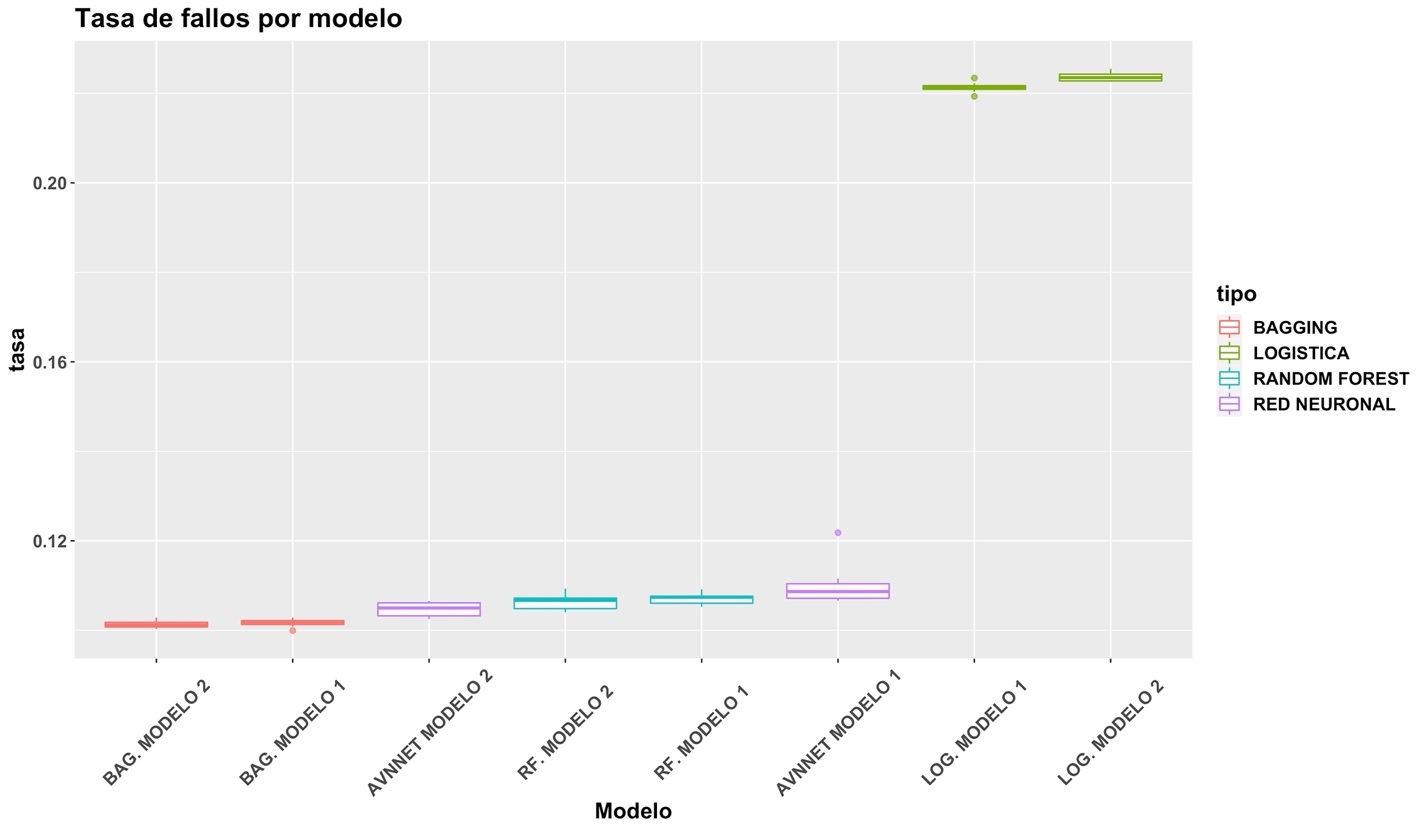 Tasa de fallos por modelo
tasa
0.20
0.16
0.12
BAG. MODELO 2
BAG. MODELO 1
AVNNET MODELO 2
RF. MODELO 2
RF. MODELO 1
AVNNET MODELO 1
LOG. MODELO 1
LOG. MODELO 2
Modelo
tipo
BAGGING
LOGISTICA
RANDOM FOREST
RED NEURONAL